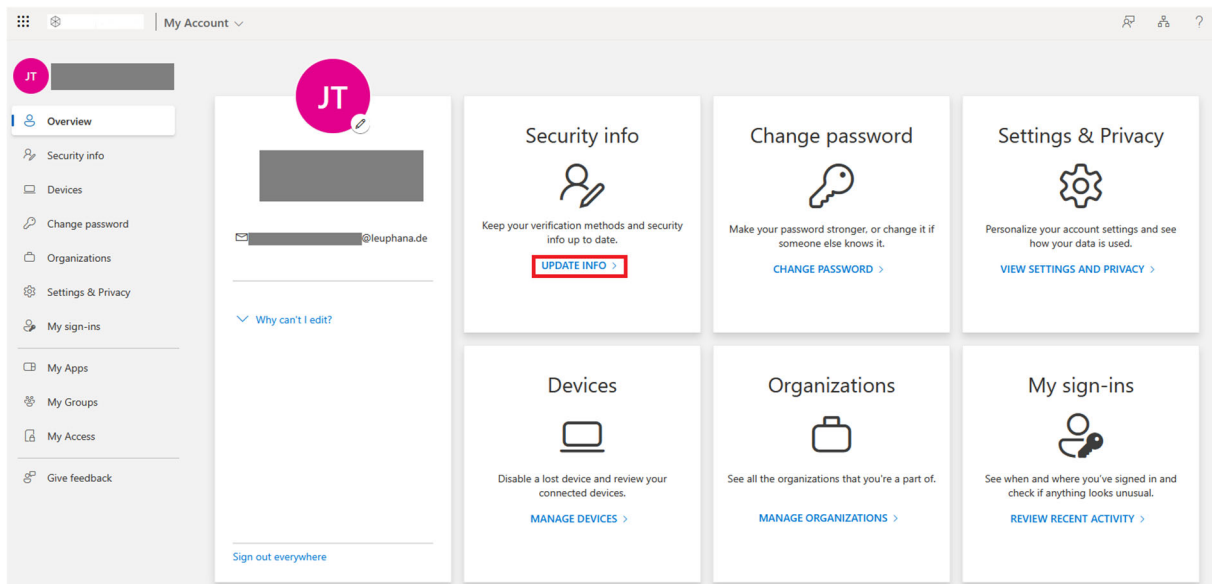 My Account
JT
Overview
Security info
Devices
Change password
Organizations
Settings & Privacy
My sign-ins
My Apps
My Groups
My Access
Give feedback
JT
@leuphana.de
Why can't I edit?
Sign out everywhere
Security info
Keep your verification methods and security
info up to date.
UPDATE INFO >
Change password
Make your password stronger, or change it if
someone else knows it.
CHANGE PASSWORD >
Settings & Privacy
Personalize your account settings and see
how your data is used.
VIEW SETTINGS AND PRIVACY >
Devices
Disable a lost device and review your
connected devices.
MANAGE DEVICES >
Organizations
See all the organizations that you're a part of.
MANAGE ORGANIZATIONS >
My sign-ins
See when and where you've signed in and
check if anything looks unusual.
REVIEW RECENT ACTIVITY >